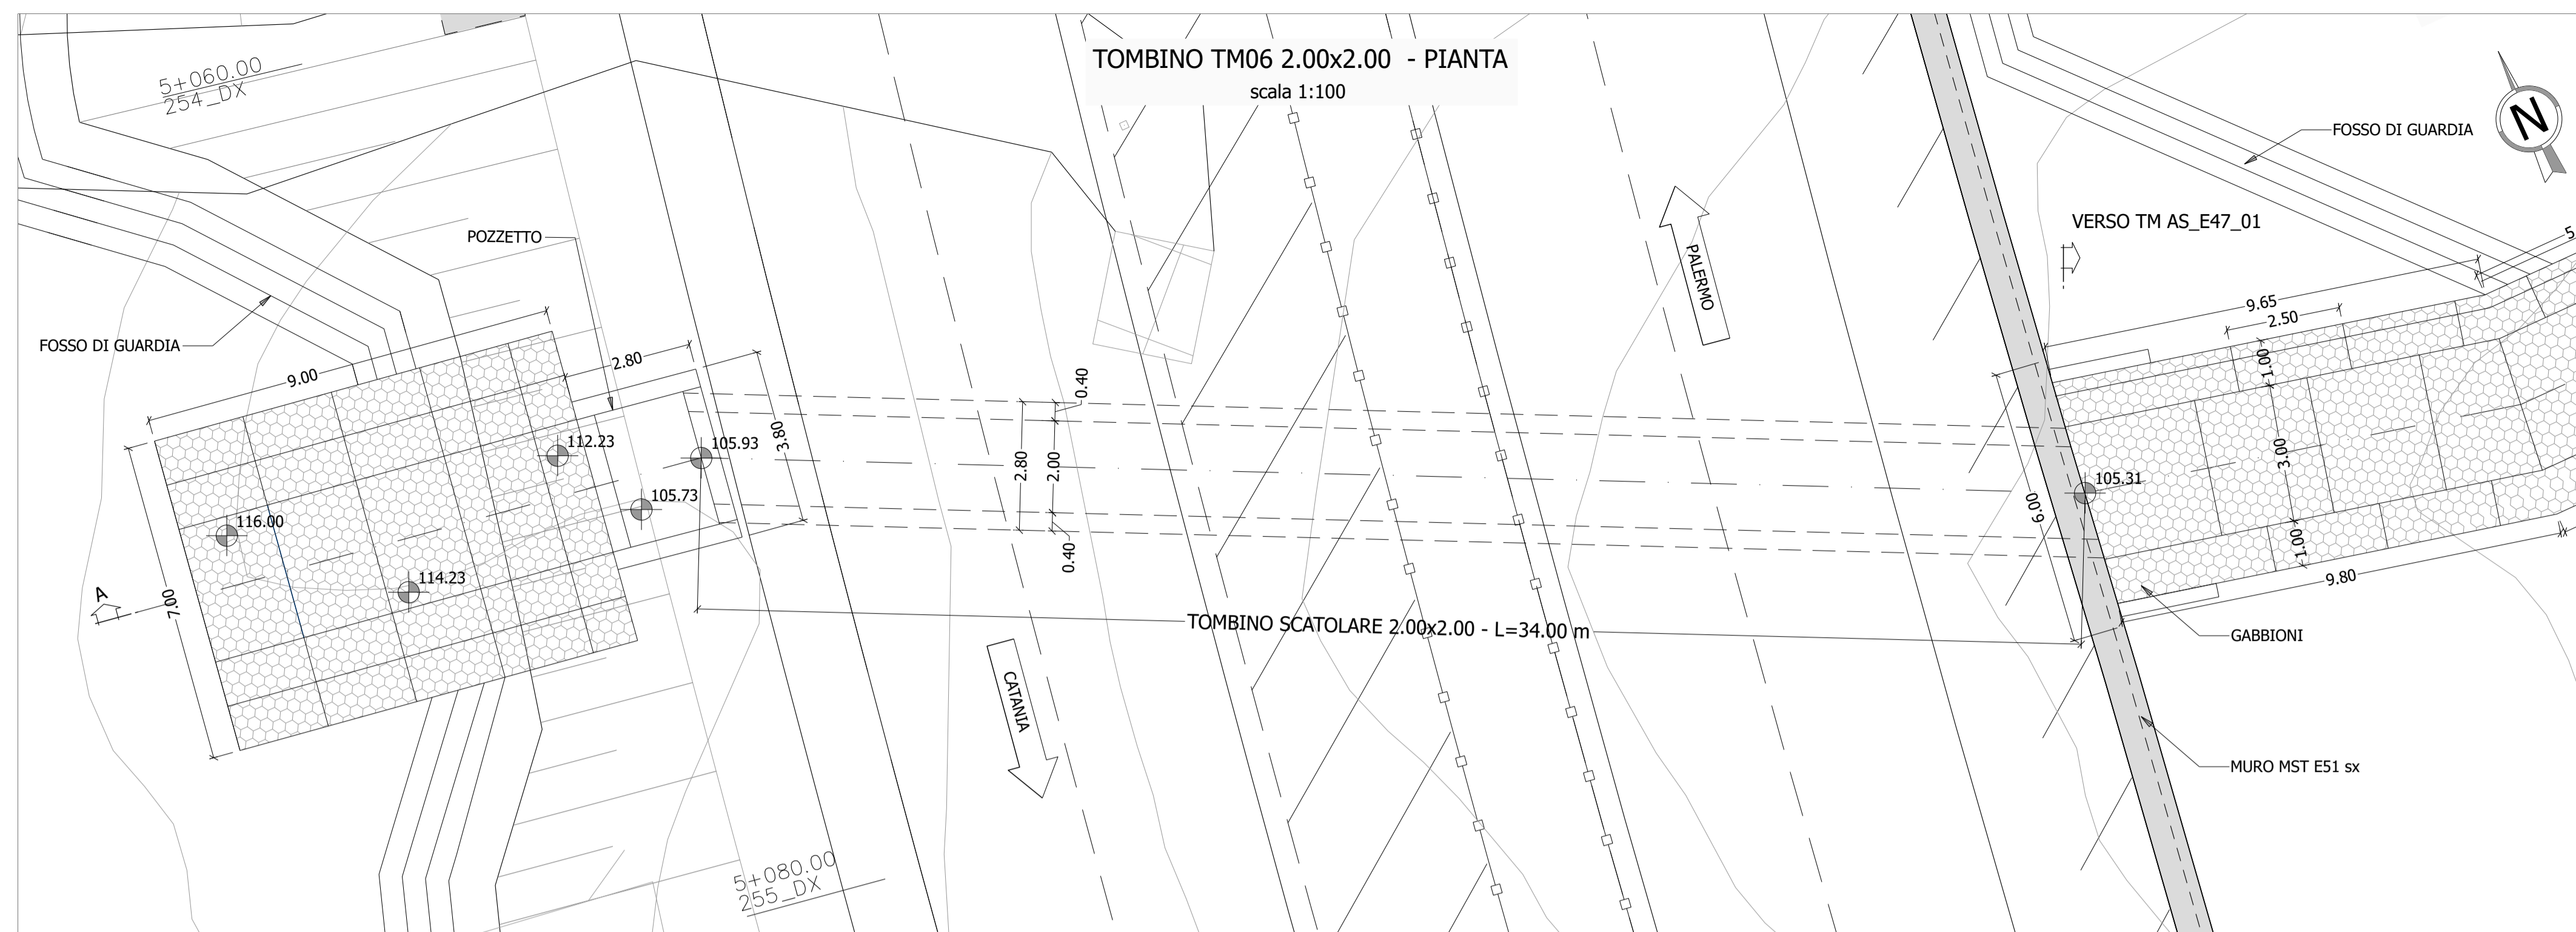 TOMBINO TM06 2.00x2.00 - PIANTA
scala 1:100
5+060.00
254_DX
N
FOSSO DI GUARDIA
VERSO TM AS_E47_01
POZZETTO
PALERMO
FOSSO DI GUARDIA
9.00
2.80
3.80
0.40
2.80
2.00
0.40
9.65
2.50
1.00
3.00
1.00
9.80
6.00
112.23
105.93
105.73
116.00
114.23
105.31
A
7.00
TOMBINO SCATOLARE 2.00x2.00 - L=34.00 m
CATANIA
GABBIONI
MURO MST E51 sx
5+080.00
255_DX